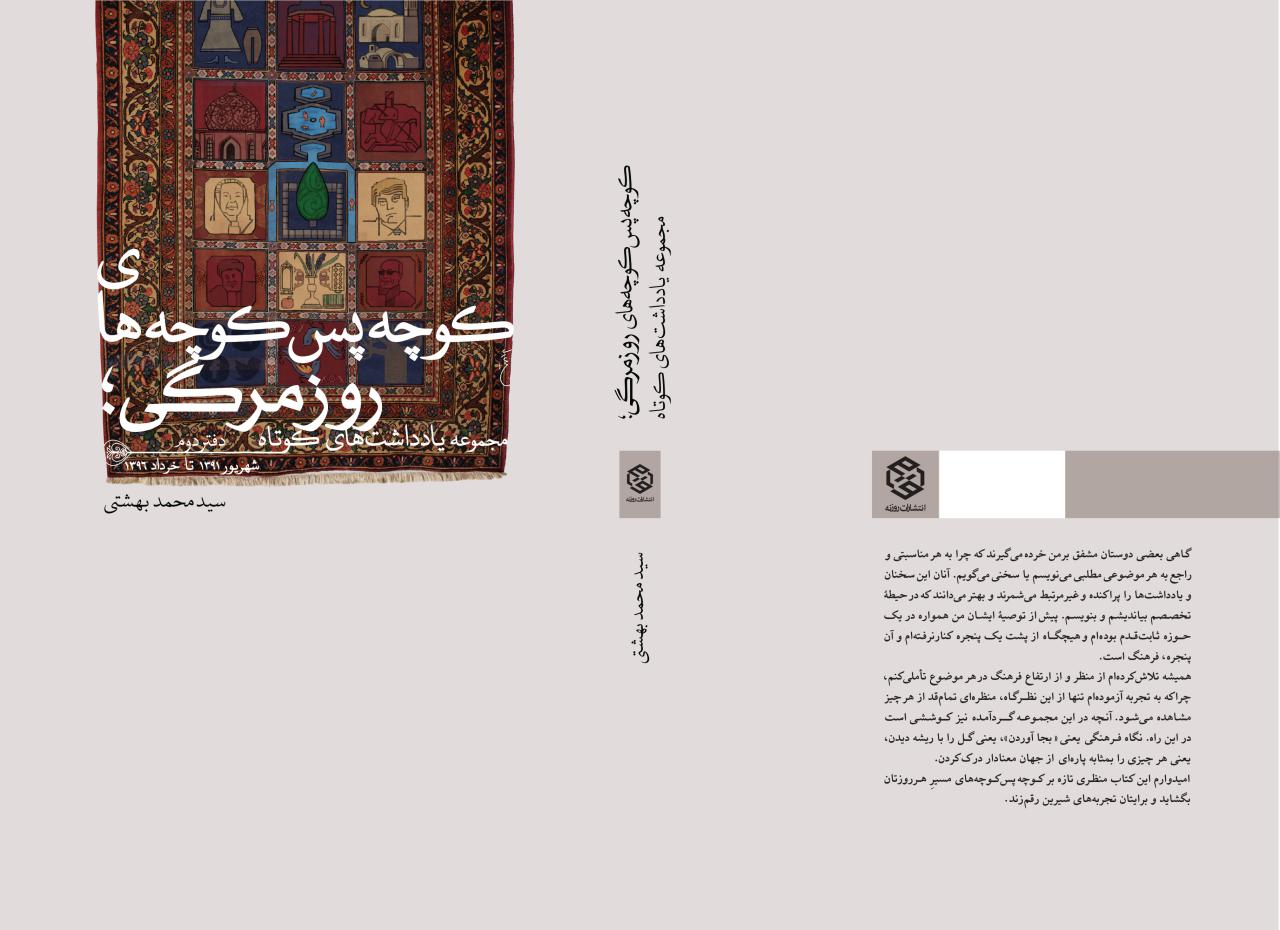 کوچه‌پس‌کوچه‌های
روزمرگی؛
مجموعه یادداشت‌های کوتاه دفتر دوم
شهریور ۱۳۹۱ تا خرداد ۱۳۹۶
سید محمد بهشتی
کوچه‌پس‌کوچه‌های روزمرگی؛
مجموعه یادداشت‌های کوتاه
انتشارات روزنه
سید محمد بهشتی
انتشارات روزنه
گاهی بعضی دوستان مشفق برمن خرده می‌گیرند که چرا به هر مناسبتی و
راجع به هر موضوعی مطلبی می‌نویسم یا سخنی می‌گویم. آنان این سخنان
و یادداشت‌ها را پراکنده و غیرمرتبط می‌شمرند و بهتر می‌دانند که در حیطهٔ
تخصصم بیاندیشم و بنویسم. پیش از توصیهٔ ایشان من همواره در یک
حوزه ثابت‌قدم بوده‌ام و هیچگاه از پشت یک پنجره کنار نرفته‌ام و آن
پنجره، فرهنگ است.
همیشه تلاش‌کرده‌ام از منظر و از ارتفاع فرهنگ در هر موضوع تأملی‌کنم،
چراکه به تجربه آزموده‌ام تنها از این نظرگاه، منظره‌ای تمام‌قد از هر چیز
مشاهده می‌شود. آنچه در این مجموعه گردآمده نیز کوششی است
در این راه. نگاه فرهنگی یعنی «بجا آوردن»، یعنی گل را با ریشه دیدن،
یعنی هر چیزی را بمثابه پاره‌ای از جهان معنادار درک‌کردن.
امیدوارم این کتاب منظری تازه بر کوچه پس‌کوچه‌های مسیرِ هرروزتان
بگشاید و برایتان تجربه‌های شیرین رقم‌زند.